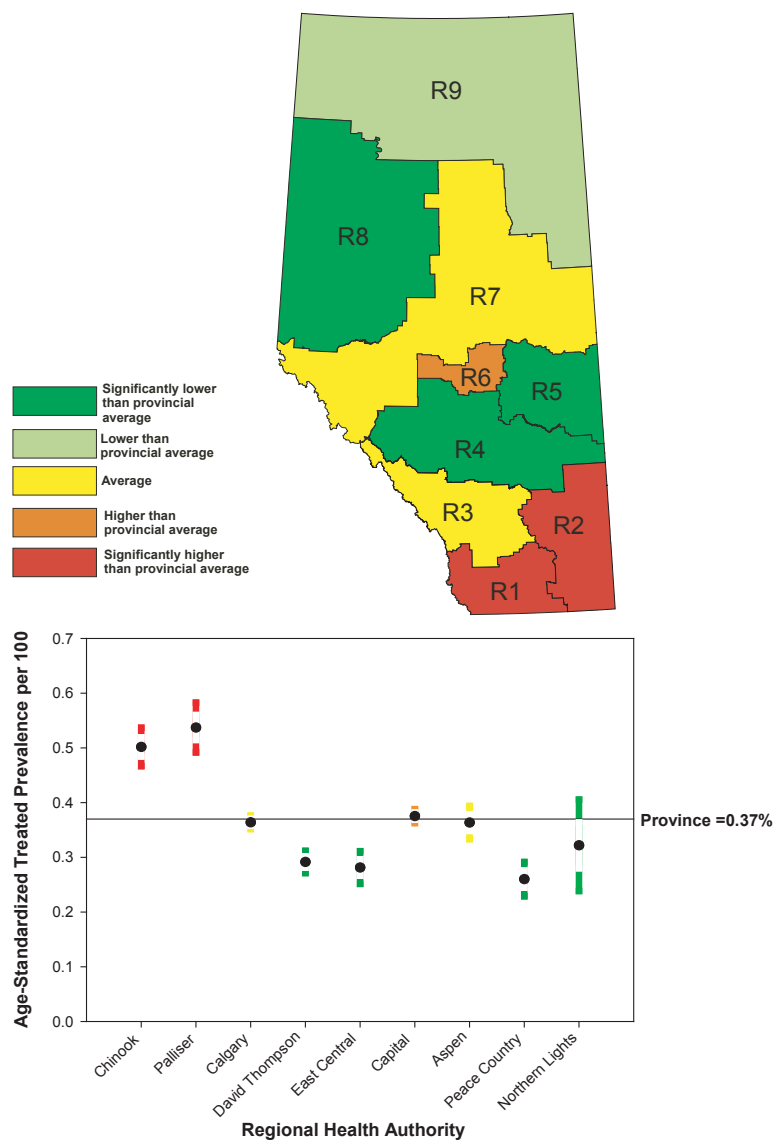 R9
R8
R7
R6
R5
R4
R3
R2
R1
Significantly lower
than provincial
average
Lower than
provincial average
Average
Higher than
provincial average
Significantly higher
than provincial average
Age-Standardized Treated Prevalence per 100
0.7
0.6
0.5
0.4
0.3
0.2
0.1
0.0
Province =0.37%
Chinook
Palliser
Calgary
David Thompson
East Central
Capital
Aspen
Peace Country
Northern Lights
Regional Health Authority